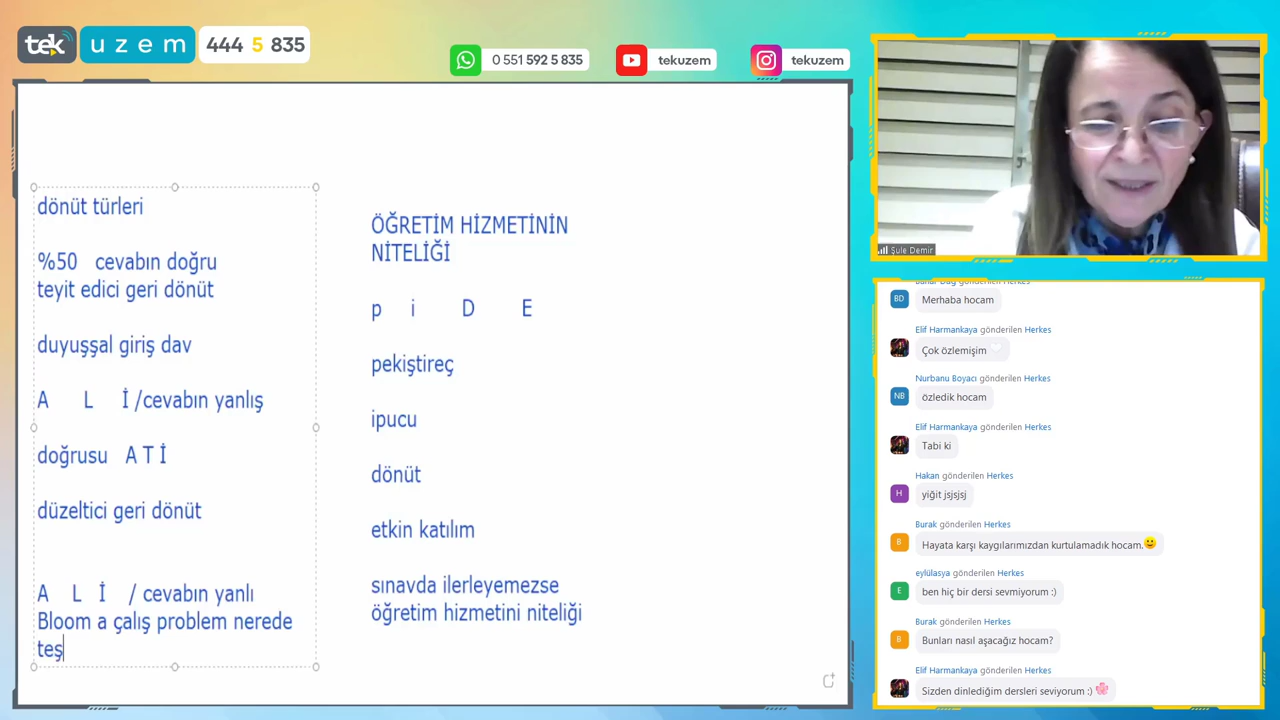 tek
uzem
444 5 835
0 551 592 5 835
tekuzem
tekuzem
dönüt türleri
%50 cevabın doğru
teyit edici geri dönüt
duyuşşal giriş dav
A L İ /cevabın yanlış
doğrusu A T İ
düzeltici geri dönüt
A L İ / cevabın yanlı
Bloom a çalış problem nerede
teş
ÖĞRETİM HİZMETİNİN
NİTELİĞİ
p i D E
pekiştireç
ipucu
dönüt
etkin katılım
sınavda ilerleyemezse
öğretim hizmetini niteliği
Şule Demir
BD
Merhaba hocam
Elif Harmankaya gönderilen Herkes
Çok özlemişim
Nurbanu Boyacı gönderilen Herkes
NB
özledik hocam
Elif Harmankaya gönderilen Herkes
Tabi ki
Hakan gönderilen Herkes
H
yiğit jsjsjsj
Burak gönderilen Herkes
B
Hayata karşı kaygılarımızdan kurtulamadık hocam.
eylülasya gönderilen Herkes
E
ben hiç bir dersi sevmiyorum :)
Burak gönderilen Herkes
B
Bunları nasıl aşacağız hocam?
Elif Harmankaya gönderilen Herkes
Sizden dinlediğim dersleri seviyorum :)